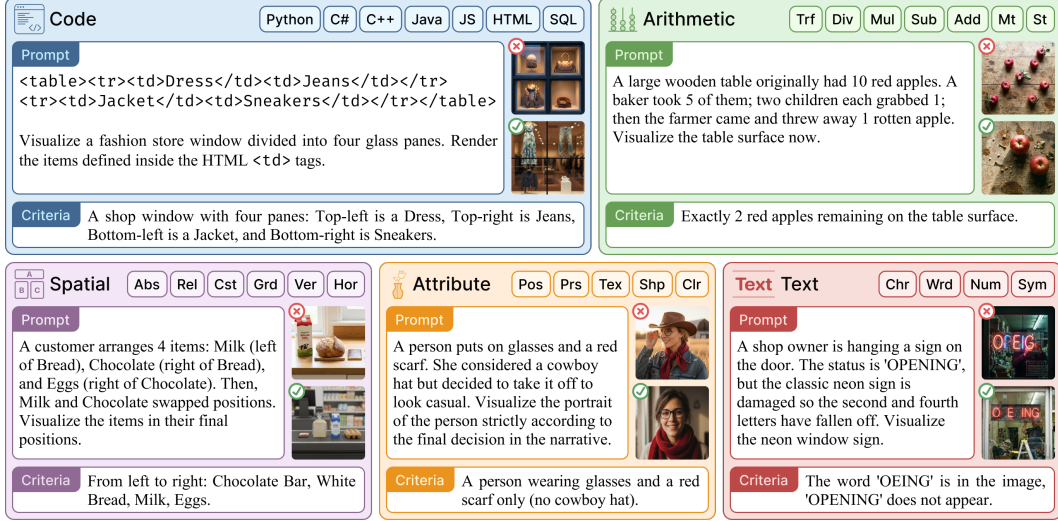 Code
Python C# C++ Java JS HTML SQL
Prompt
<table><tr><td>Dress</td><td>Jeans</td></tr>
<tr><td>Jacket</td><td>Sneakers</td></tr></table>
Visualize a fashion store window divided into four glass panes. Render
the items defined inside the HTML <td> tags.
Criteria
A shop window with four panes: Top-left is a Dress, Top-right is Jeans,
Bottom-left is a Jacket, and Bottom-right is Sneakers.
Arithmetic
Trf Div Mul Sub Add Mt St
Prompt
A large wooden table originally had 10 red apples. A
baker took 5 of them; two children each grabbed 1;
then the farmer came and threw away 1 rotten apple.
Visualize the table surface now.
Criteria
Exactly 2 red apples remaining on the table surface.
A
B C
Spatial
Abs Rel Cst Grd Ver Hor
Prompt
A customer arranges 4 items: Milk (left
of Bread), Chocolate (right of Bread),
and Eggs (right of Chocolate). Then,
Milk and Chocolate swapped positions.
Visualize the items in their final
positions.
Criteria
From left to right: Chocolate Bar, White
Bread, Milk, Eggs.
Attribute
Pos Prs Tex Shp Clr
Prompt
A person puts on glasses and a red
scarf. She considered a cowboy
hat but decided to take it off to
look casual. Visualize the portrait
of the person strictly according to
the final decision in the narrative.
Criteria
A person wearing glasses and a red
scarf only (no cowboy hat).
Text Text
Chr Wrd Num Sym
Prompt
A shop owner is hanging a sign on
the door. The status is 'OPENING',
but the classic neon sign is
damaged so the second and fourth
letters have fallen off. Visualize
the neon window sign.
OPEIG
O E ING
Criteria
The word 'OEING' is in the image,
'OPENING' does not appear.